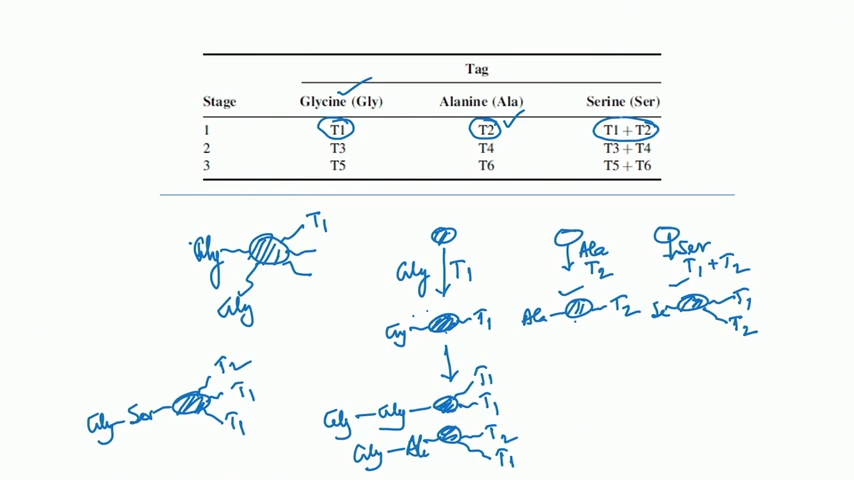 Tag
Stage Glycine (Gly) Alanine (Ala) Serine (Ser)
1 T1 T2 T1 + T2
2 T3 T4 T3 + T4
3 T5 T6 T5 + T6
Gly T1
Gly
Gly T1
Gy T1
Ala
T2
Ala T2
Ser
T1 + T2
Se T1
T2
Gly - Ser T2
T1
T1
Gly - Gly T1
T1
Gly - Ala T2
T1